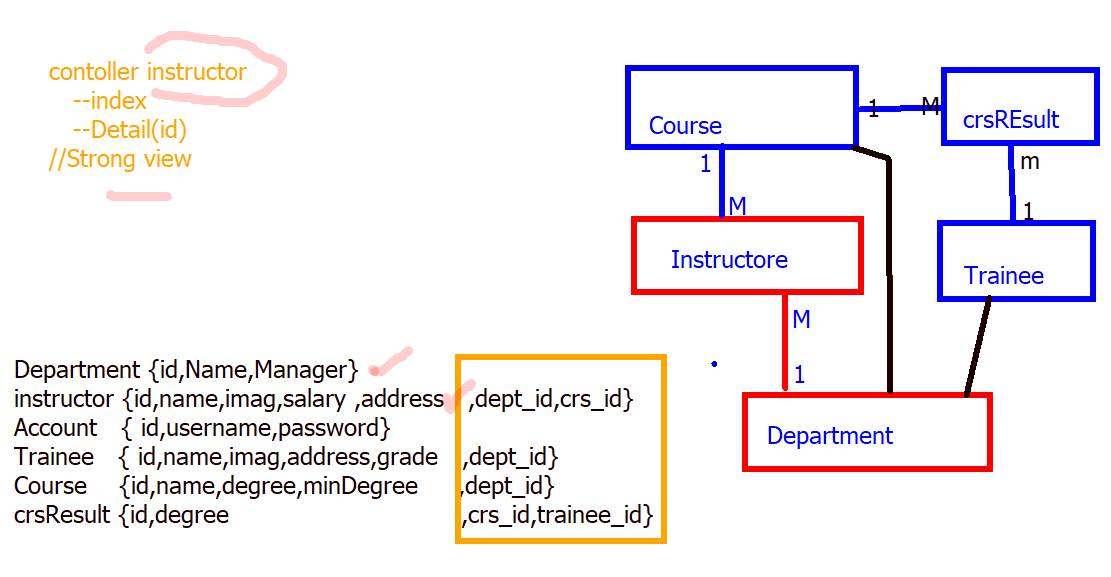 contoller instructor
--index
--Detail(id)
//Strong view
Course
1
M
crsREsult
1
M
m
1
Instructore
Trainee
M
1
Department
Department {id,Name,Manager}
instructor {id,name,imag,salary ,address ,dept_id,crs_id}
Account { id,username,password}
Trainee { id,name,imag,address,grade ,dept_id}
Course {id,name,degree,minDegree ,dept_id}
crsResult {id,degree ,crs_id,trainee_id}